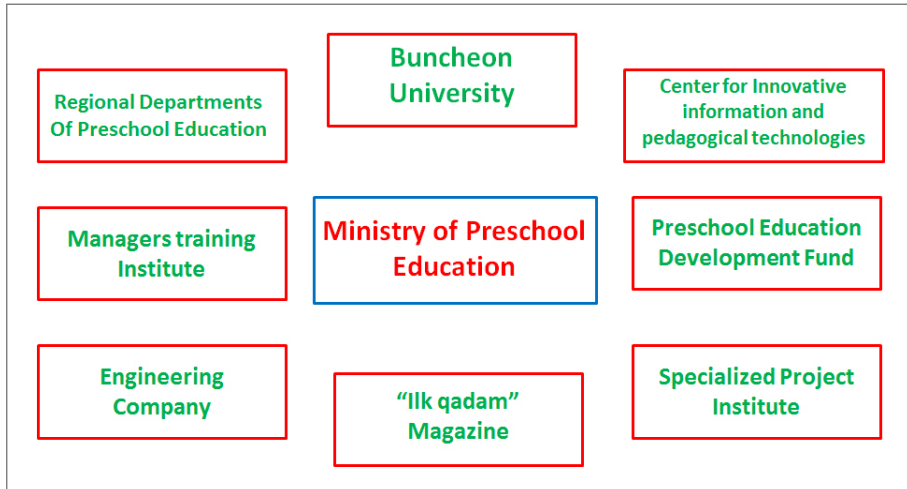 Buncheon
University
Regional Departments
Of Preschool Education
Center for Innovative
information and
pedagogical technologies
Managers training
Institute
Ministry of Preschool
Education
Preschool Education
Development Fund
Engineering
Company
“Ilk qadam”
Magazine
Specialized Project
Institute